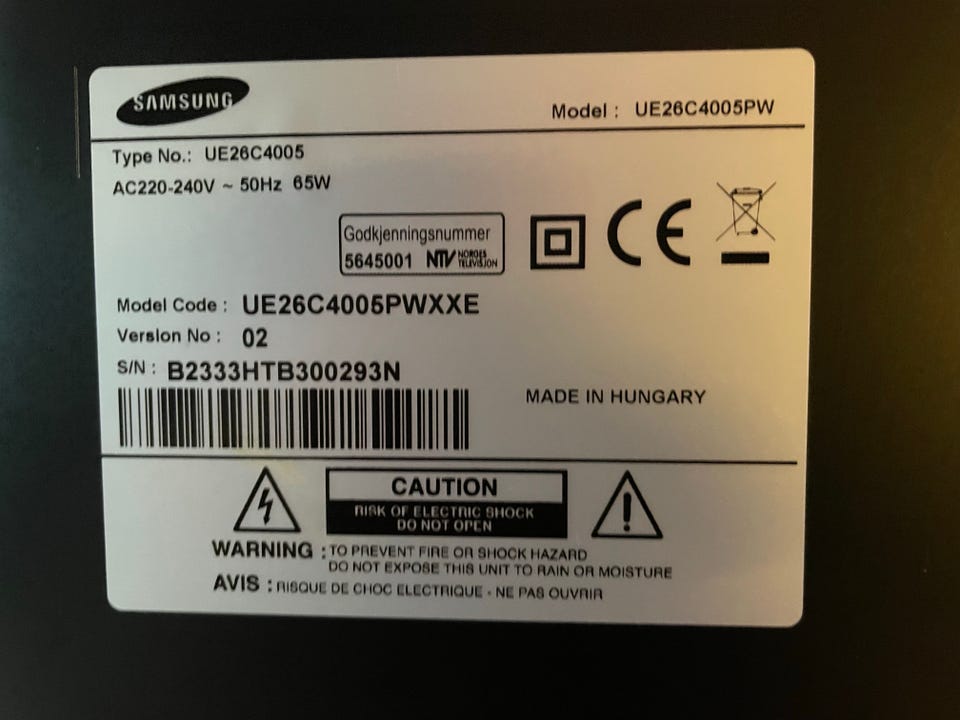 SAMSUNG
Model : UE26C4005PW
Type No.: UE26C4005
AC220-240V ~ 50Hz 65W
Godkjenningsnummer
5645001 NTV NORGES TELEVISJON
CE
Model Code : UE26C4005PWXXE
Version No : 02
S/N : B2333HTB300293N
MADE IN HUNGARY
CAUTION
RISK OF ELECTRIC SHOCK
DO NOT OPEN
WARNING : TO PREVENT FIRE OR SHOCK HAZARD
DO NOT EXPOSE THIS UNIT TO RAIN OR MOISTURE
AVIS : RISQUE DE CHOC ELECTRIQUE - NE PAS OUVRIR